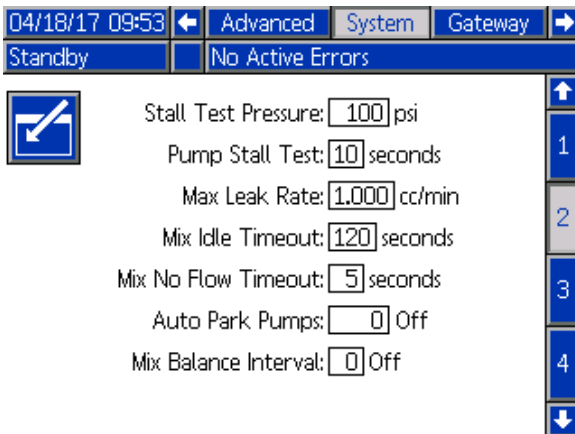 04/18/17 09:53 Advanced System Gateway
Standby No Active Errors
Stall Test Pressure: 100 psi
Pump Stall Test: 10 seconds
Max Leak Rate: 1.000 cc/min
Mix Idle Timeout: 120 seconds
Mix No Flow Timeout: 5 seconds
Auto Park Pumps: 0 Off
Mix Balance Interval: 0 Off
1
2
3
4